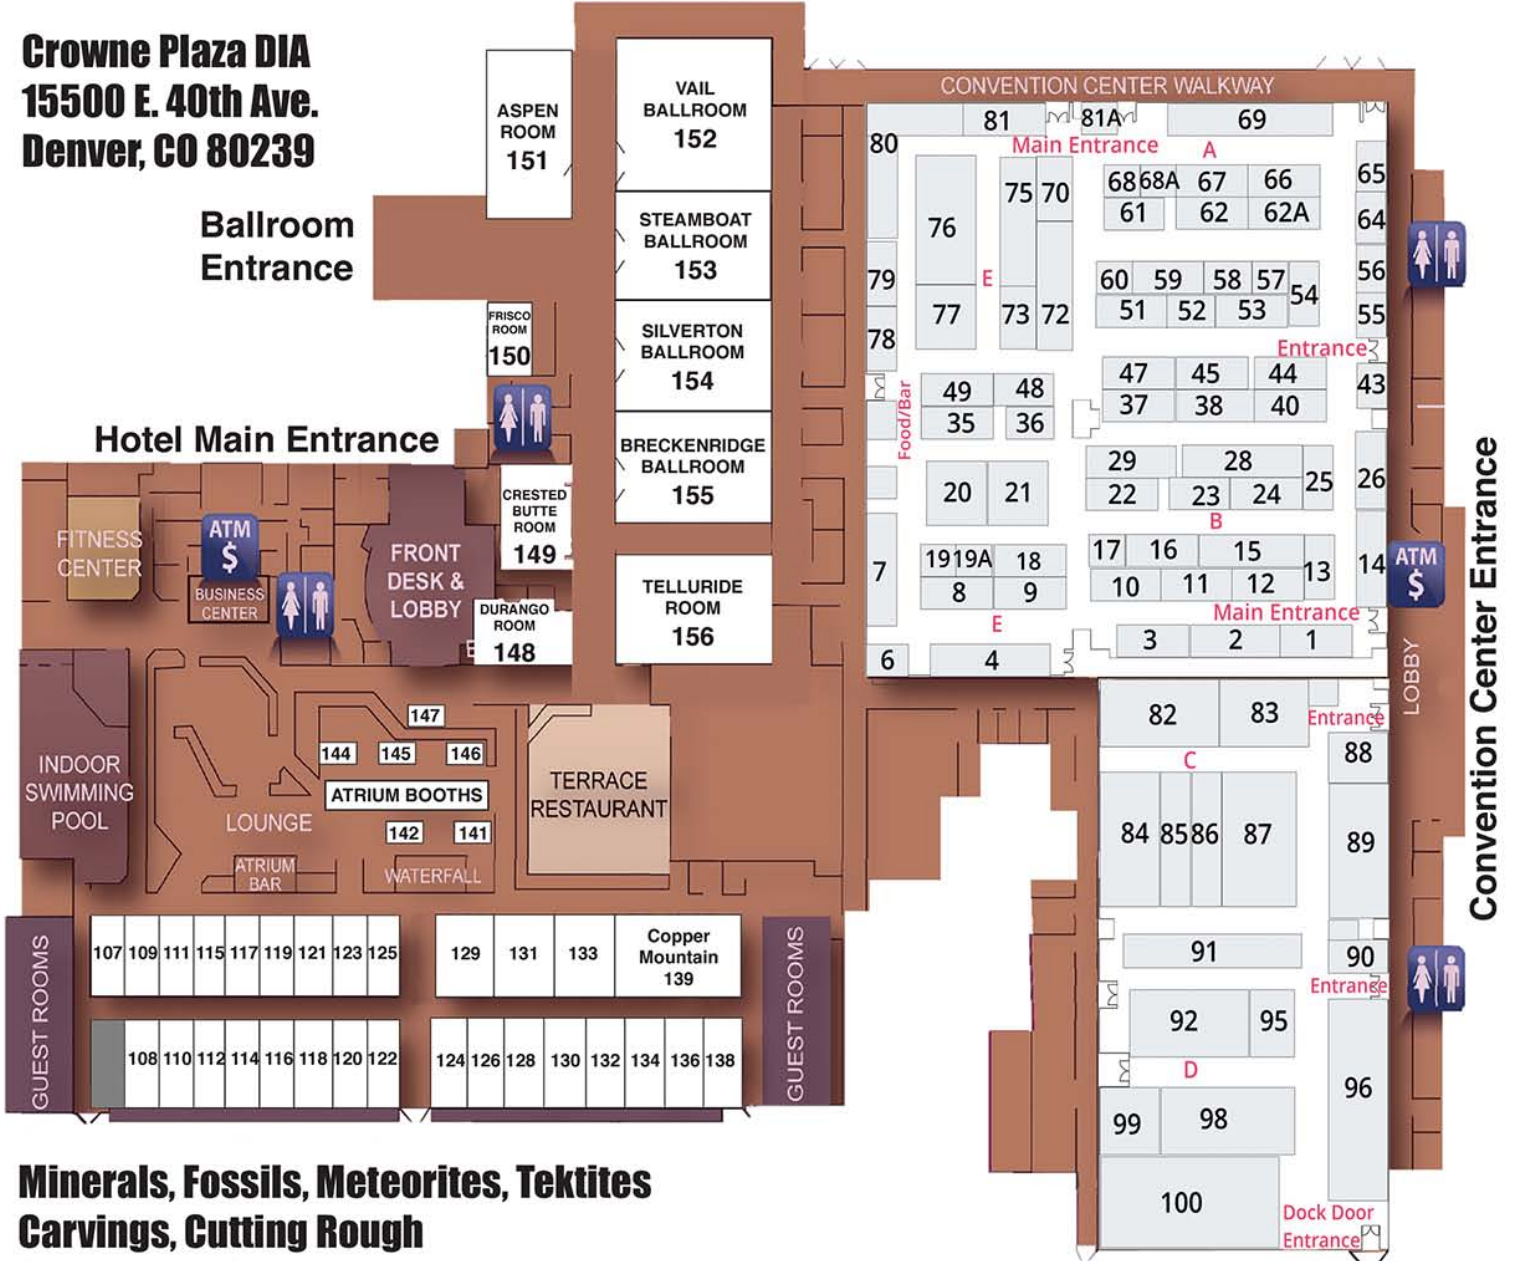 Crowne Plaza DIA
15500 E. 40th Ave.
Denver, CO 80239
Ballroom
Entrance
Hotel Main Entrance
ASPEN
ROOM
151
VAIL
BALLROOM
152
STEAMBOAT
BALLROOM
153
SILVERTON
BALLROOM
154
BRECKENRIDGE
BALLROOM
155
TELLURIDE
ROOM
156
FRISCO
ROOM
150
CRESTED
BUTTE
ROOM
149
DURANGO
ROOM
148
FITNESS
CENTER
ATM
$
BUSINESS
CENTER
FRONT
DESK &
LOBBY
INDOOR
SWIMMING
POOL
LOUNGE
ATRIUM
BAR
147
144 145 146
ATRIUM BOOTHS
142 141
WATERFALL
TERRACE
RESTAURANT
GUEST ROOMS
107 109 111 115 117 119 121 123 125
129 131 133
Copper
Mountain
139
108 110 112 114 116 118 120 122
124 126 128 130 132 134 136 138
GUEST ROOMS
CONVENTION CENTER WALKWAY
80 81 81A 69
Main Entrance
A
75 70 68 68A 67 66 65
76 61 62 62A 64
79 E 60 59 58 57 54 56
77 73 72 51 52 53 55
78
Entrance
Food/Bar
49 48 47 45 44 43
35 36 37 38 40
29 28 25 26
20 21 22 23 24
B
7 19 19A 18 17 16 15 13 14
8 9 10 11 12
E
Main Entrance
3 2 1
6 4
ATM
$
LOBBY
Convention Center Entrance
82 83
Entrance
C
88
84 85 86 87 89
91 90
Entrance
92 95
D
96
99 98
100
Dock Door
Entrance
Minerals, Fossils, Meteorites, Tektites
Carvings, Cutting Rough